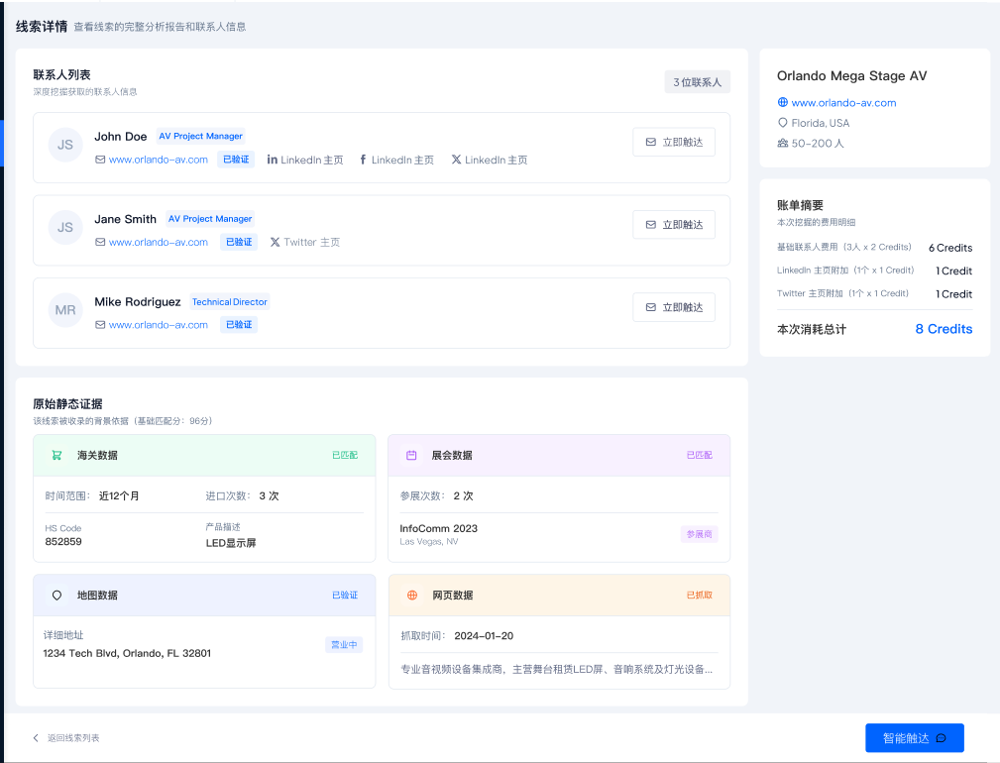 线索详情 查看线索的完整分析报告和联系人信息
联系人列表
深度挖掘获取的联系人信息
3 位联系人
JS
John Doe AV Project Manager
www.orlando-av.com 已验证 in LinkedIn 主页 f LinkedIn 主页 X LinkedIn 主页
立即触达
JS
Jane Smith AV Project Manager
www.orlando-av.com 已验证 X Twitter 主页
立即触达
MR
Mike Rodriguez Technical Director
www.orlando-av.com 已验证
立即触达
原始静态证据
该线索被收录的背景依据（基础匹配分：96分）
海关数据 已匹配
时间范围： 近12个月 进口次数： 3 次
HS Code 产品描述
852859 LED显示屏
展会数据 已匹配
参展次数： 2 次
InfoComm 2023
Las Vegas, NV
参展商
地图数据 已验证
详细地址
1234 Tech Blvd, Orlando, FL 32801
营业中
网页数据 已抓取
抓取时间： 2024-01-20
专业音视频设备集成商，主营舞台租赁LED屏、音响系统及灯光设备...
Orlando Mega Stage AV
www.orlando-av.com
Florida, USA
50-200 人
账单摘要
本次挖掘的费用明细
基础联系人费用（3人 x 2 Credits） 6 Credits
LinkedIn 主页附加（1个 x 1 Credit） 1 Credit
Twitter 主页附加（1个 x 1 Credit） 1 Credit
本次消耗总计 8 Credits
返回线索列表
智能触达